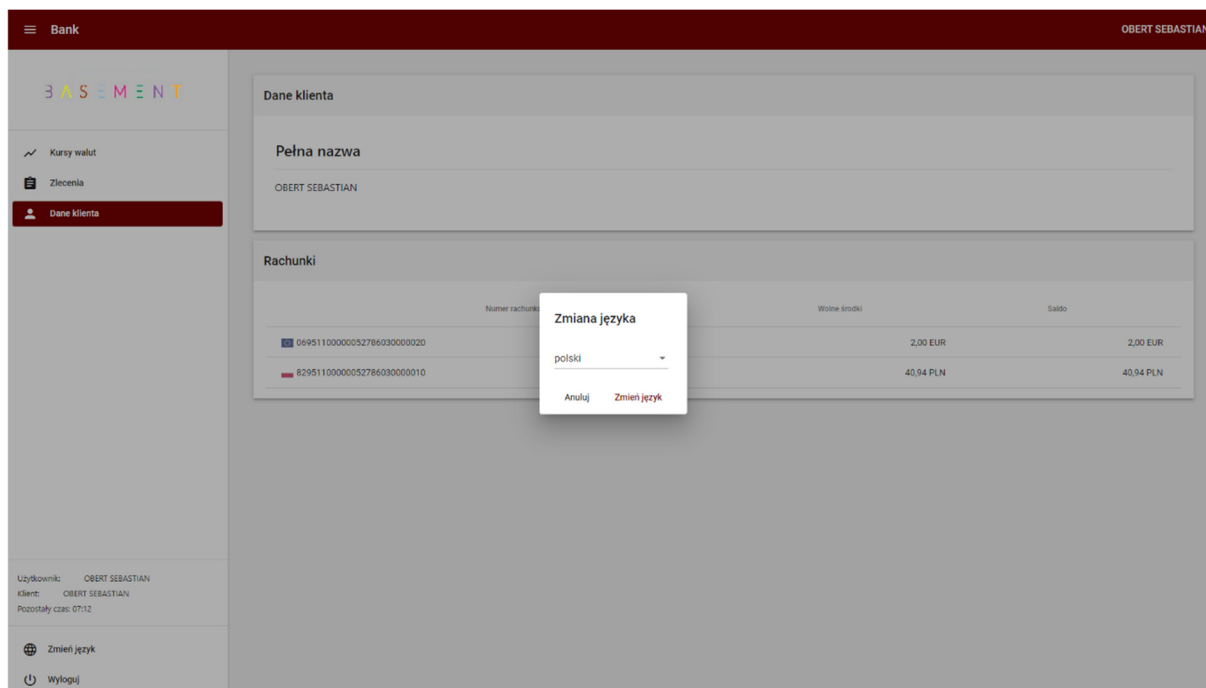 Bank
OBERT SEBASTIAN
BASEMENT
Kursy walut
Zlecenia
Dane klienta
Dane klienta
Pełna nazwa
OBERT SEBASTIAN
Rachunki
Numer rachunku Wolne środki Saldo
06951100000052786030000020 2,00 EUR 2,00 EUR
82951100000052786030000010 40,94 PLN 40,94 PLN
Zmiana języka
polski
Anuluj Zmień język
Użytkownik: OBERT SEBASTIAN
Klient: OBERT SEBASTIAN
Pozostały czas: 07:12
Zmień język
Wyloguj